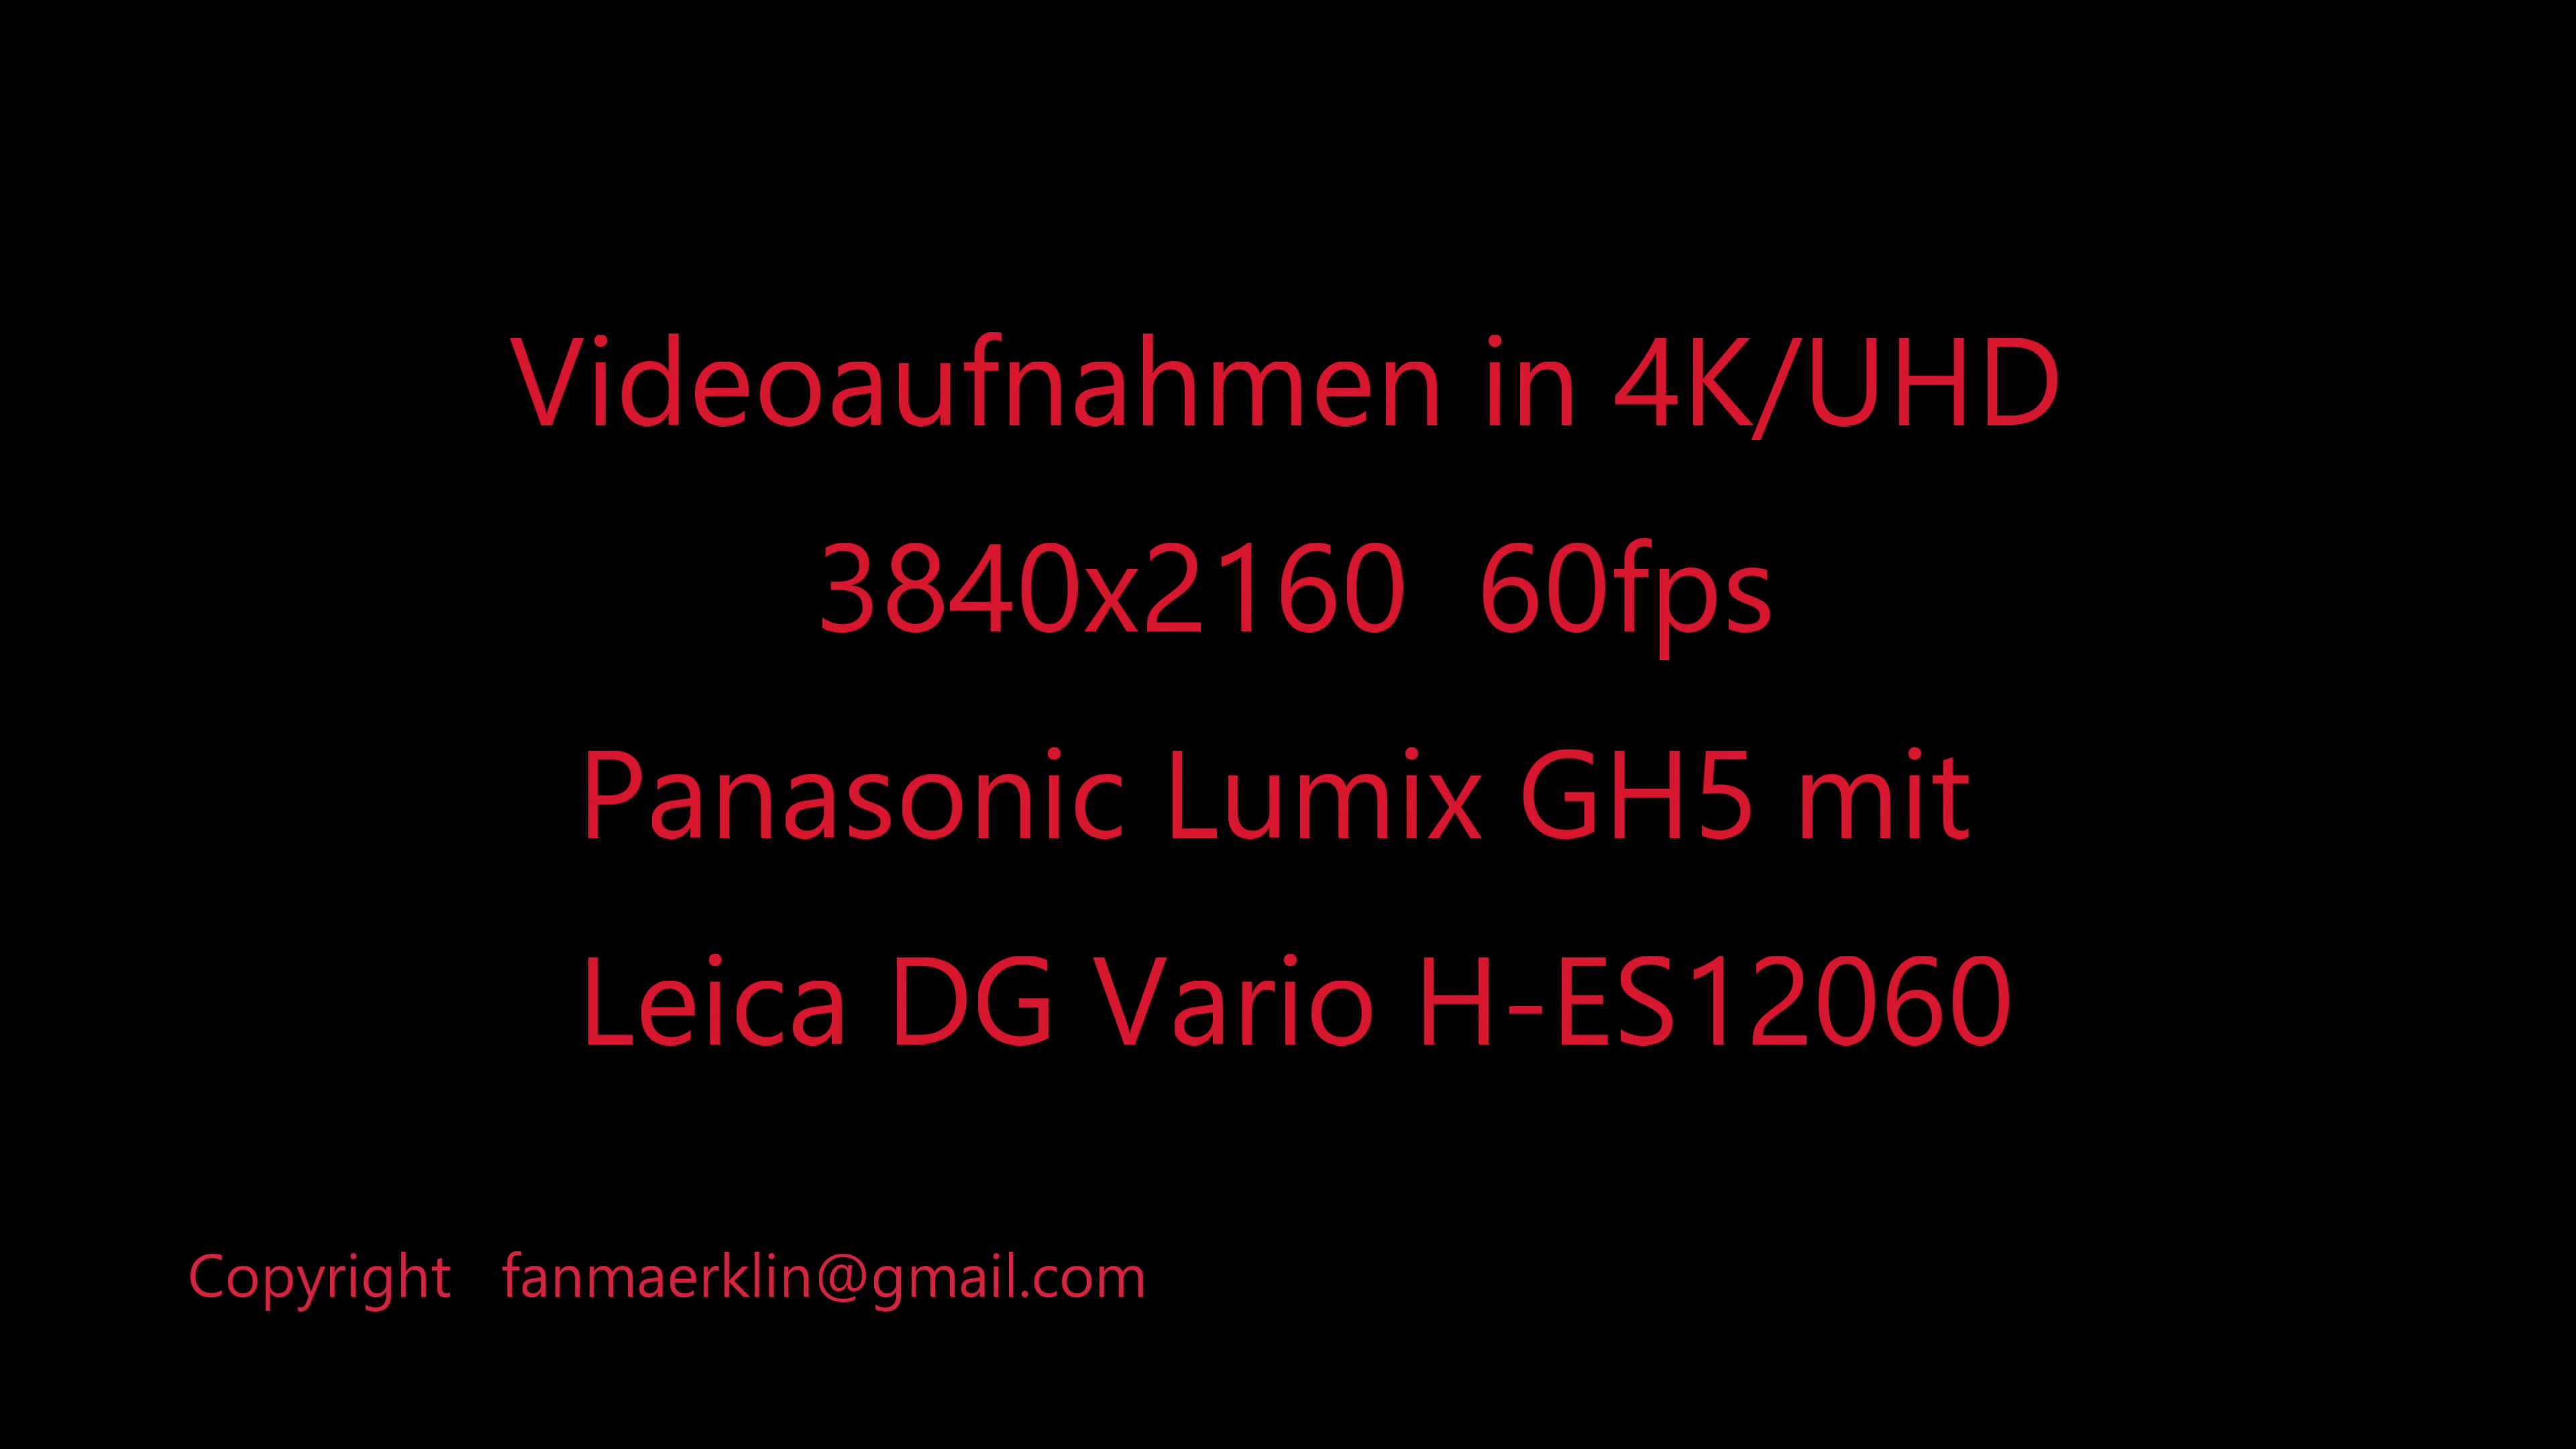 Videoaufnahmen in 4K/UHD
3840x2160  60fps
Panasonic Lumix GH5 mit
Leica DG Vario H-ES12060
Copyright   fanmaerklin@gmail.com